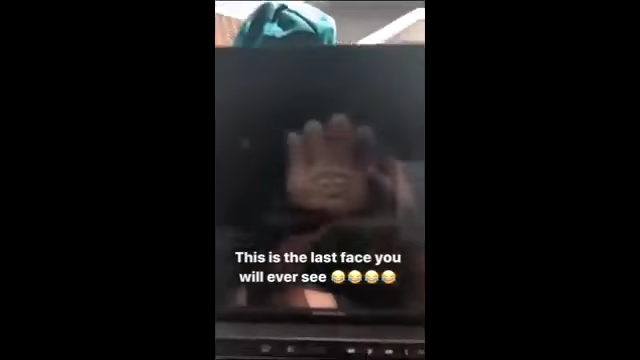 This is the last face you
will ever see 😂😂😂😂